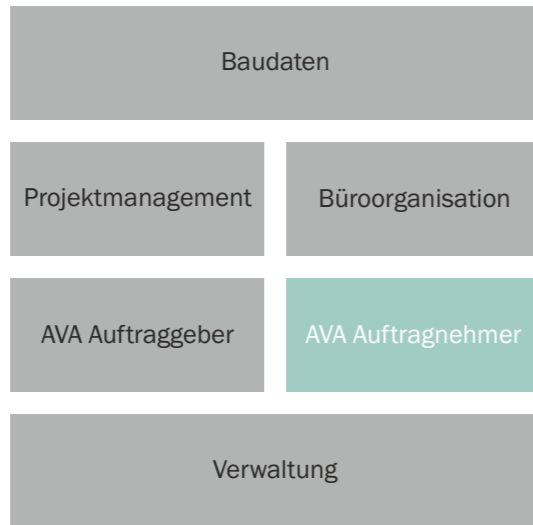 Baudaten
Projektmanagement
Büroorganisation
AVA Auftraggeber
AVA Auftragnehmer
Verwaltung